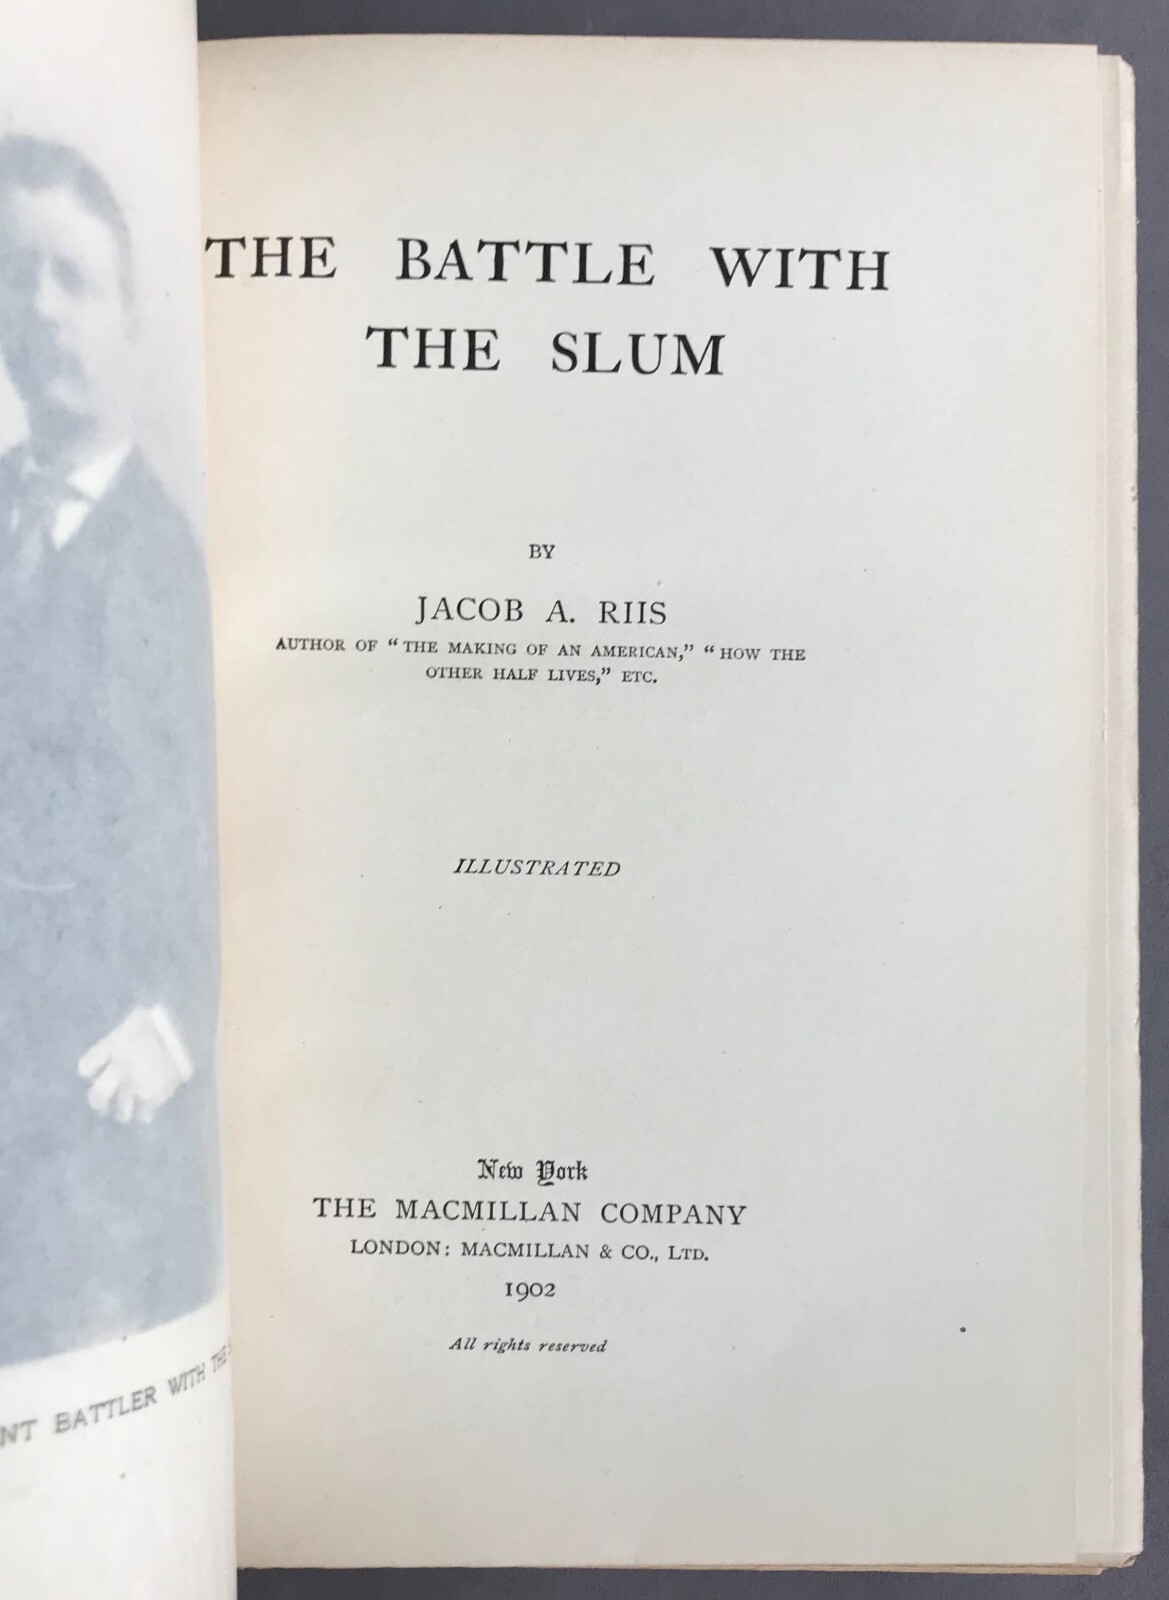 BATTLER WITH THE
THE BATTLE WITH
THE SLUM
BY
JACOB A. RIIS
AUTHOR OF "THE MAKING OF AN AMERICAN," "HOW THE
OTHER HALF LIVES," ETC.
ILLUSTRATED
New York
THE MACMILLAN COMPANY
LONDON: MACMILLAN & CO., LTD.
1902
All rights reserved